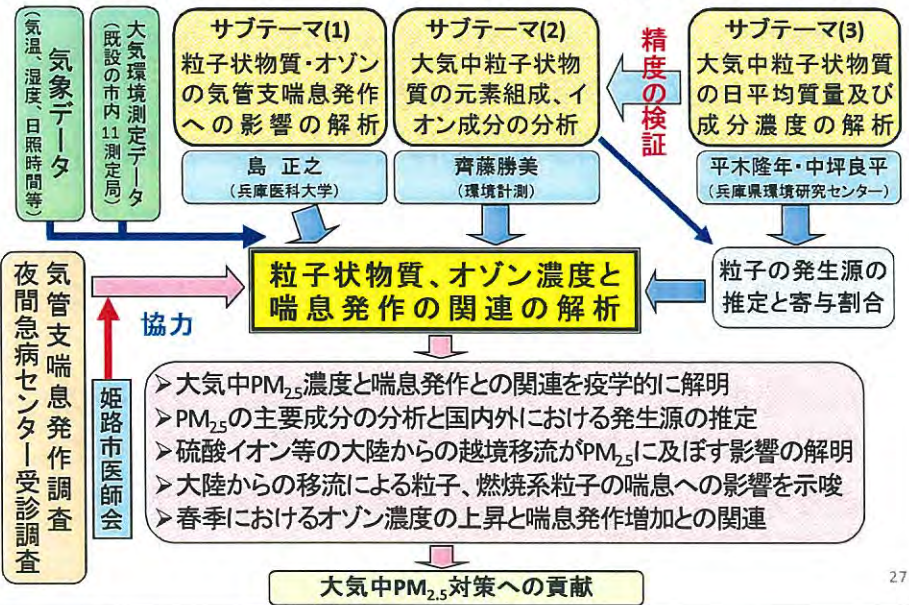 気象データ
(気温、湿度、日照時間等)
大気環境測定データ
(既設の市内11測定局)
サブテーマ(1)
粒子状物質・オゾン
の気管支喘息発作
への影響の解析
島 正之
(兵庫医科大学)
サブテーマ(2)
大気中粒子状物
質の元素組成、イ
オン成分の分析
齊藤勝美
(環境計測)
精度の検証
サブテーマ(3)
大気中粒子状物質
の日平均質量及び
成分濃度の解析
平木隆年・中坪良平
(兵庫県環境研究センター)
気管支喘息発作調査
夜間急病センター受診調査
協力
姫路市医師会
粒子状物質、オゾン濃度と
喘息発作の関連の解析
粒子の発生源の
推定と寄与割合
➢大気中PM2.5濃度と喘息発作との関連を疫学的に解明
➢PM2.5の主要成分の分析と国内外における発生源の推定
➢硫酸イオン等の大陸からの越境移流がPM2.5に及ぼす影響の解明
➢大陸からの移流による粒子、燃焼系粒子の喘息への影響を示唆
➢春季におけるオゾン濃度の上昇と喘息発作増加との関連
大気中PM2.5対策への貢献
27